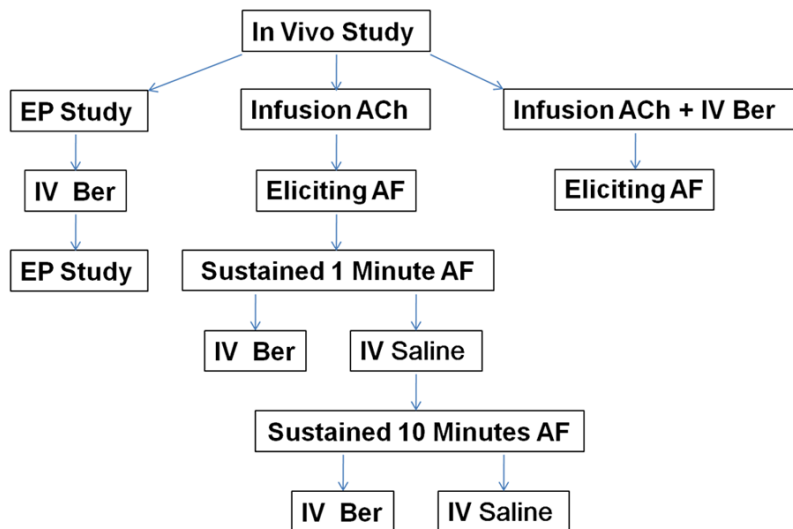 In Vivo Study
EP Study
Infusion ACh
Infusion ACh + IV Ber
IV Ber
Eliciting AF
Eliciting AF
EP Study
Sustained 1 Minute AF
IV Ber
IV Saline
Sustained 10 Minutes AF
IV Ber
IV Saline